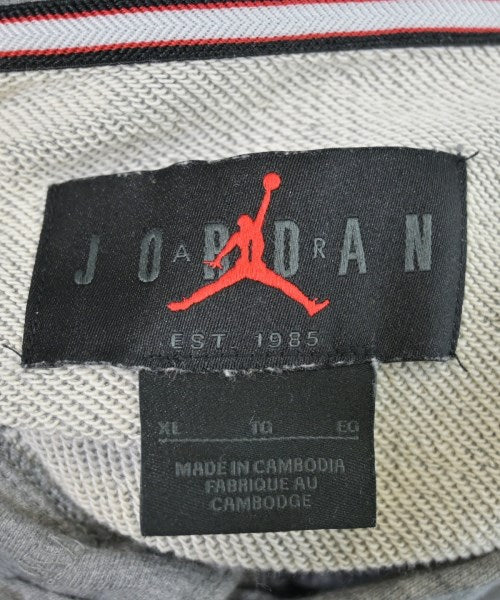 JORDAN
AIR
EST. 1985
XL TG EG
MADE IN CAMBODIA
FABRIQUE AU
CAMBODGE